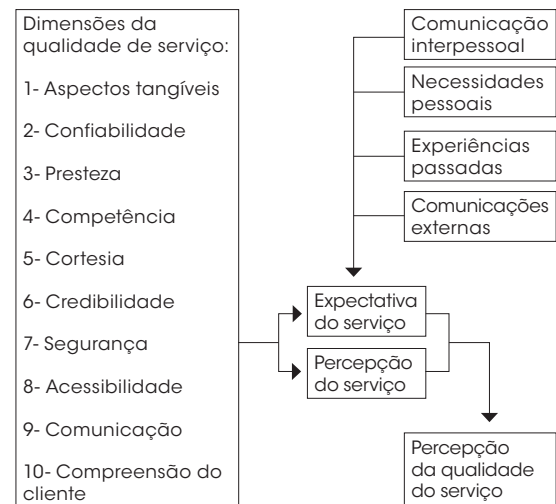 Dimensões da
qualidade de serviço:
1- Aspectos tangíveis
2- Confiabilidade
3- Presteza
4- Competência
5- Cortesia
6- Credibilidade
7- Segurança
8- Acessibilidade
9- Comunicação
10- Compreensão do
cliente
Comunicação
interpessoal
Necessidades
pessoais
Experiências
passadas
Comunicações
externas
Expectativa
do serviço
Percepção
do serviço
Percepção
da qualidade
do serviço